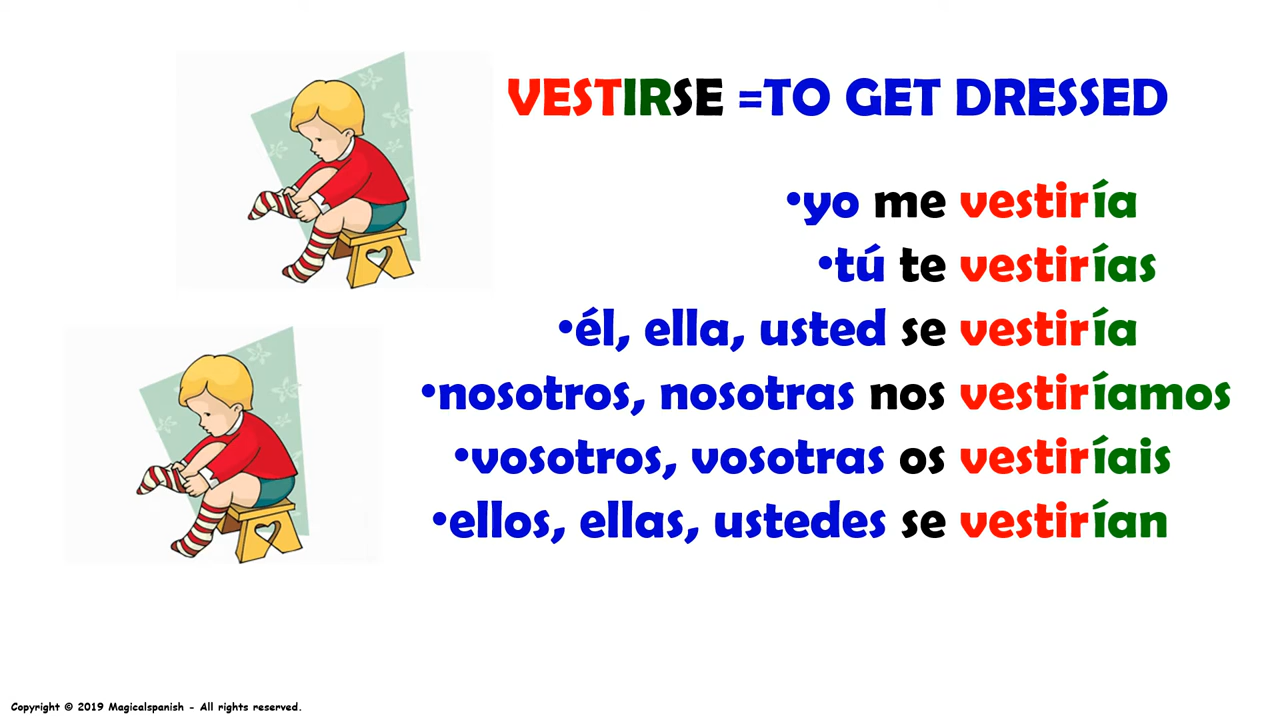 VESTIRSE =TO GET DRESSED
•yo me vestiría
•tú te vestirías
•él, ella, usted se vestiría
•nosotros, nosotras nos vestiríamos
•vosotros, vosotras os vestiríais
•ellos, ellas, ustedes se vestirían
Copyright © 2019 Magicalspanish - All rights reserved.